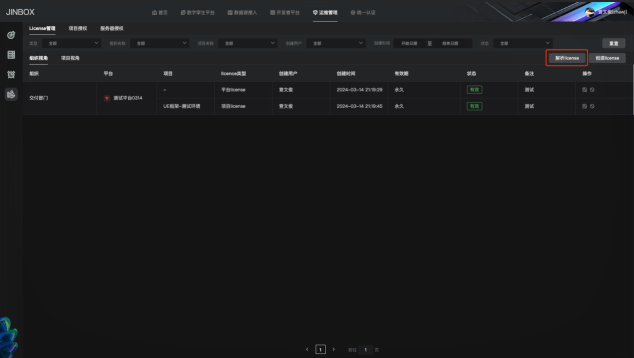 JINBOX 首页 数字孪生平台 数据源接入 开发者平台 运维管理 统一认证
License管理 项目授权 服务器授权
类型 全部 组织名称 全部 项目名称 全部 创建用户 全部 创建时间 开始日期 至 结束日期 状态 全部 重置
组织视角 项目视角 解析license 创建license
组织 平台 项目 license类型 创建用户 创建时间 有效期 状态 备注 操作
交付部门 测试平台0314 -- 平台license 曹文俊 2024-03-14 21:19:29 永久 有效 测试
UE框架-测试环境 项目license 曹文俊 2024-03-14 21:18:45 永久 有效 测试
1 前往 1 页